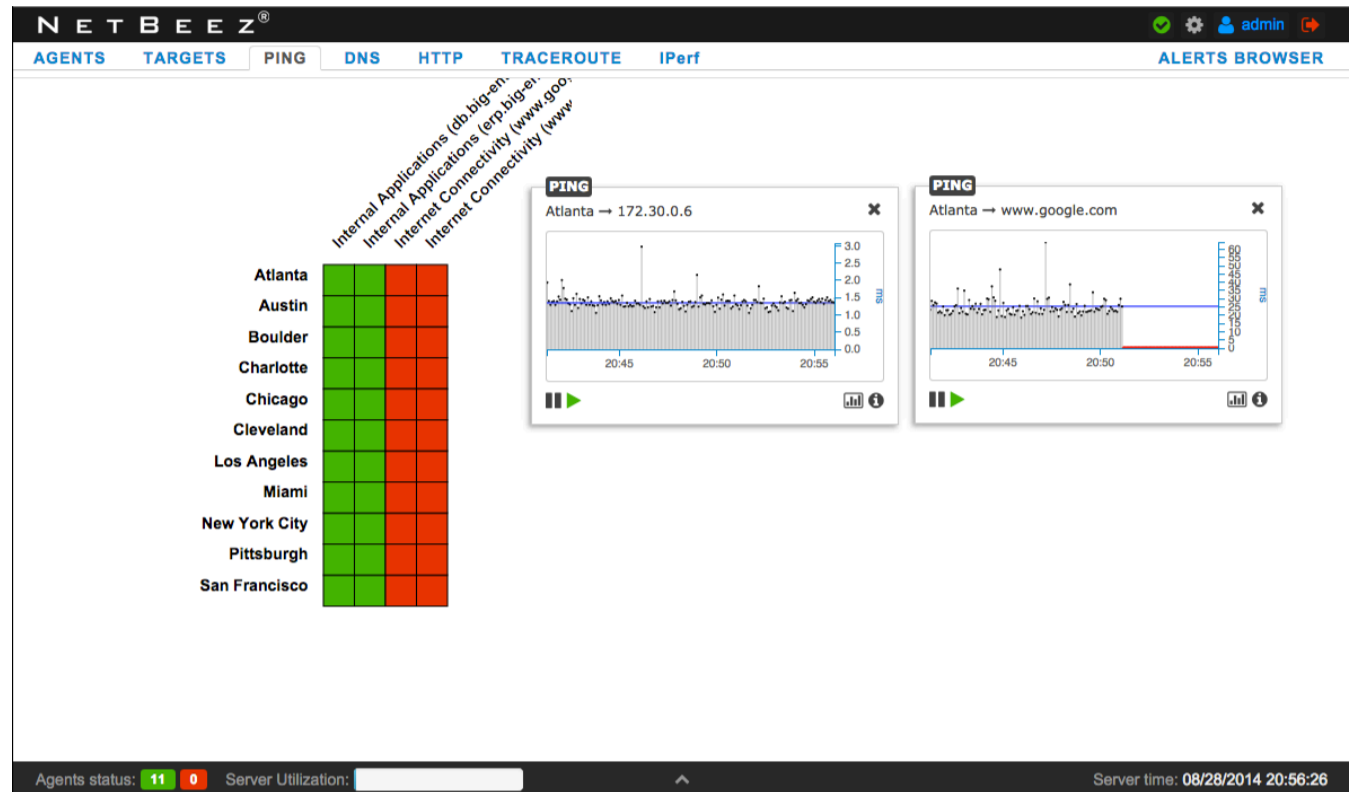 NETBEEZ®
admin
AGENTS TARGETS PING DNS HTTP TRACEROUTE IPerf ALERTS BROWSER
Internal Applications (db.big-en
Internal Applications (erp.big-en
Internet Connectivity (www.goo
Internet Connectivity (www
Atlanta
Austin
Boulder
Charlotte
Chicago
Cleveland
Los Angeles
Miami
New York City
Pittsburgh
San Francisco
PING
Atlanta → 172.30.0.6
3.0
2.5
2.0
1.5
1.0
0.5
0.0
ms
20:45 20:50 20:55
PING
Atlanta → www.google.com
60
55
50
45
40
35
30
25
20
15
10
5
0
ms
20:45 20:50 20:55
Agents status: 11 0 Server Utilization: Server time: 08/28/2014 20:56:26